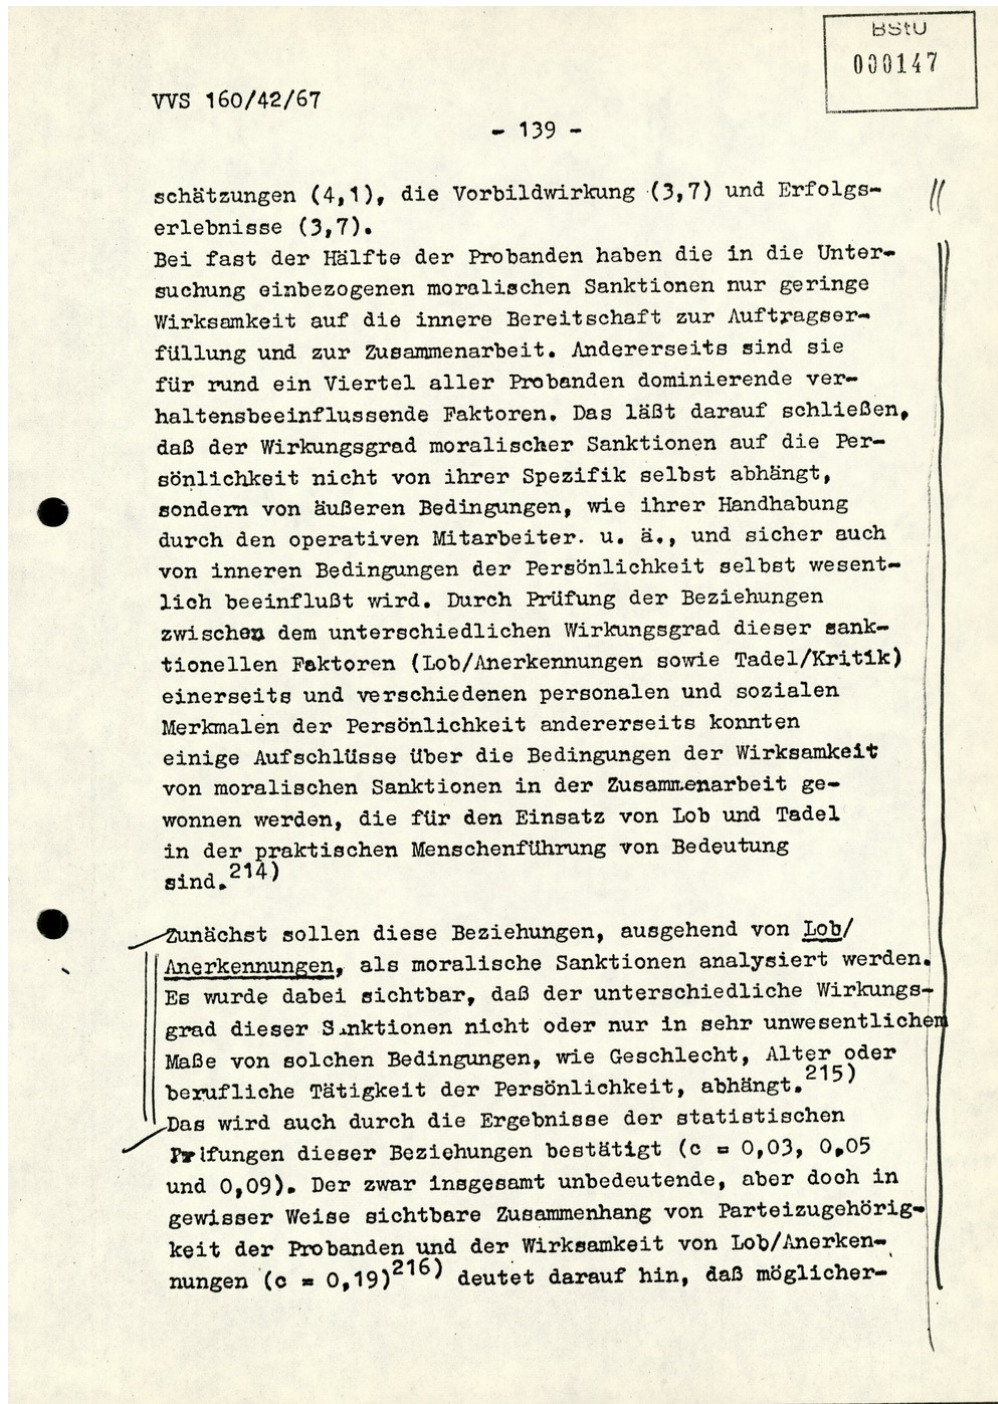 BStU
000147
VVS 160/42/67
- 139 -
schätzungen (4,1), die Vorbildwirkung (3,7) und Erfolgs-
erlebnisse (3,7).
Bei fast der Hälfte der Probanden haben die in die Unter-
suchung einbezogenen moralischen Sanktionen nur geringe
Wirksamkeit auf die innere Bereitschaft zur Auftragser-
füllung und zur Zusammenarbeit. Andererseits sind sie
für rund ein Viertel aller Probanden dominierende ver-
haltensbeeinflussende Faktoren. Das läßt darauf schließen,
daß der Wirkungsgrad moralischer Sanktionen auf die Per-
sönlichkeit nicht von ihrer Spezifik selbst abhängt,
sondern von äußeren Bedingungen, wie ihrer Handhabung
durch den operativen Mitarbeiter. u. ä., und sicher auch
von inneren Bedingungen der Persönlichkeit selbst wesent-
lich beeinflußt wird. Durch Prüfung der Beziehungen
zwischen dem unterschiedlichen Wirkungsgrad dieser sank-
tionellen Faktoren (Lob/Anerkennungen sowie Tadel/Kritik)
einerseits und verschiedenen personalen und sozialen
Merkmalen der Persönlichkeit andererseits konnten
einige Aufschlüsse über die Bedingungen der Wirksamkeit
von moralischen Sanktionen in der Zusammenarbeit ge-
wonnen werden, die für den Einsatz von Lob und Tadel
in der praktischen Menschenführung von Bedeutung
sind.214)
Zunächst sollen diese Beziehungen, ausgehend von Lob/
Anerkennungen, als moralische Sanktionen analysiert werden.
Es wurde dabei sichtbar, daß der unterschiedliche Wirkungs-
grad dieser Sanktionen nicht oder nur in sehr unwesentlichem
Maße von solchen Bedingungen, wie Geschlecht, Alter oder
berufliche Tätigkeit der Persönlichkeit, abhängt.215)
Das wird auch durch die Ergebnisse der statistischen
Prüfungen dieser Beziehungen bestätigt (c = 0,03, 0,05
und 0,09). Der zwar insgesamt unbedeutende, aber doch in
gewisser Weise sichtbare Zusammenhang von Parteizugehörig-
keit der Probanden und der Wirksamkeit von Lob/Anerken-
nungen (c = 0,19)216) deutet darauf hin, daß möglicher-